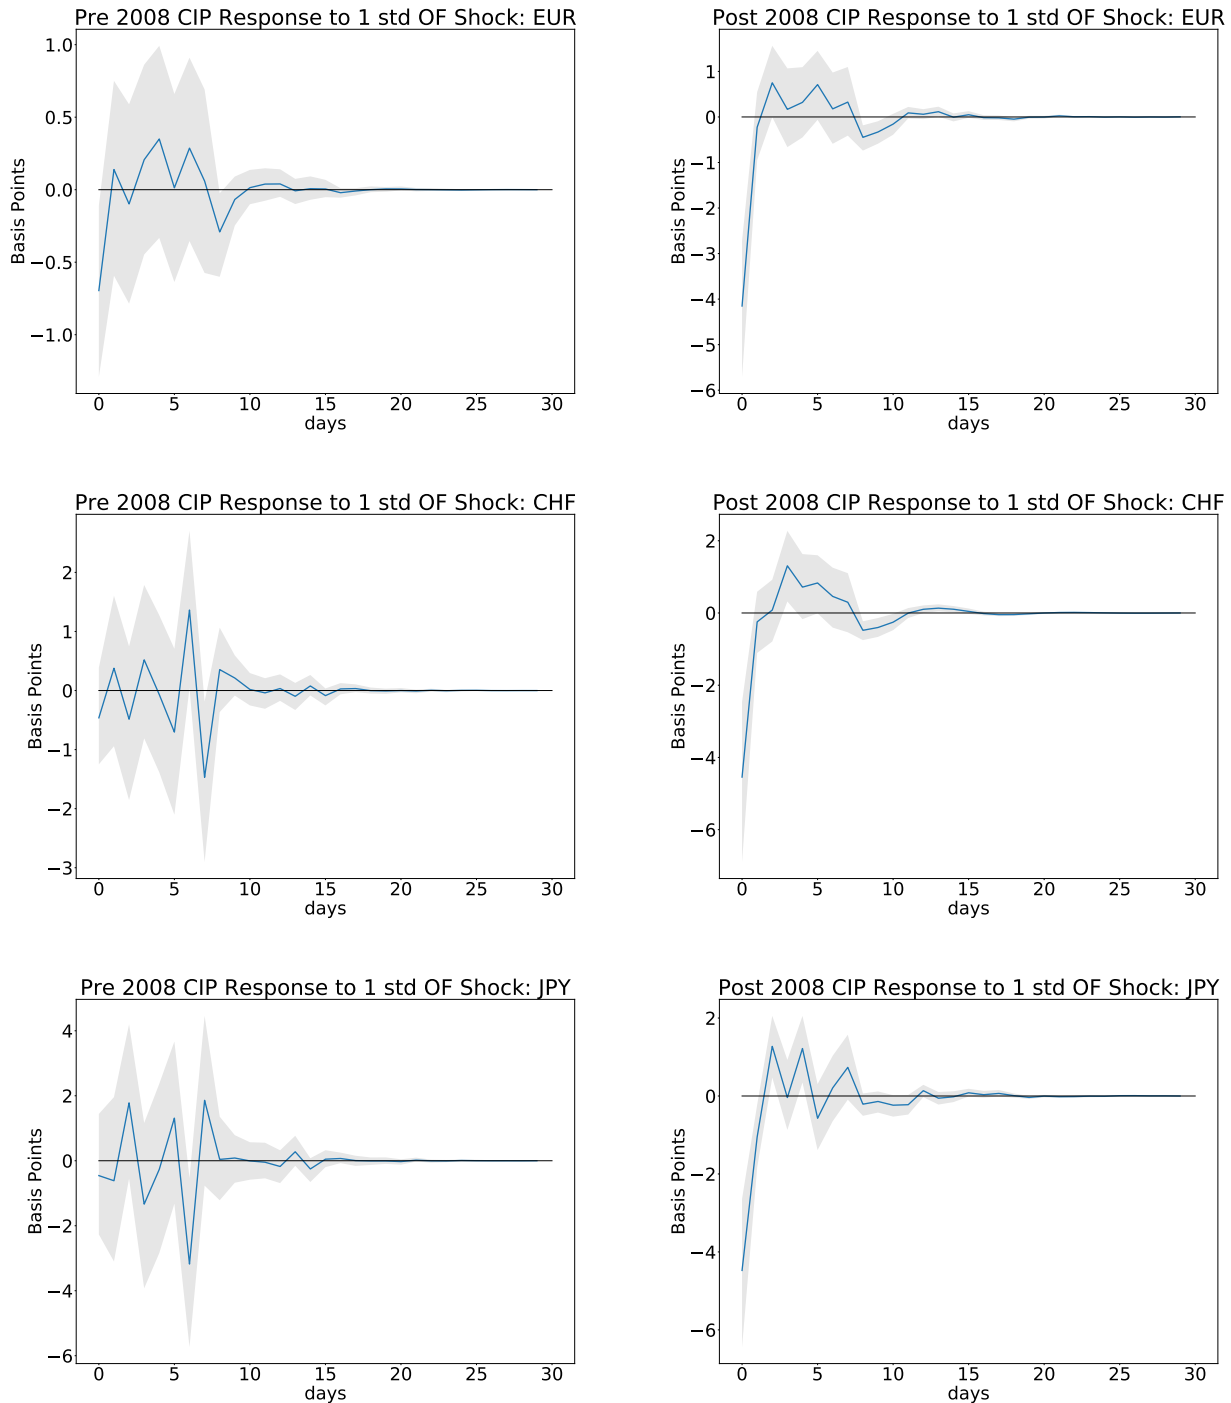 Pre 2008 CIP Response to 1 std OF Shock: EUR
1.0
0.5
0.0
−0.5
−1.0
Basis Points
0 5 10 15 20 25 30
days
Post 2008 CIP Response to 1 std OF Shock: EUR
1
0
−1
−2
−3
−4
−5
−6
Basis Points
0 5 10 15 20 25 30
days
Pre 2008 CIP Response to 1 std OF Shock: CHF
2
1
0
−1
−2
−3
Basis Points
0 5 10 15 20 25 30
days
Post 2008 CIP Response to 1 std OF Shock: CHF
2
0
−2
−4
−6
Basis Points
0 5 10 15 20 25 30
days
Pre 2008 CIP Response to 1 std OF Shock: JPY
4
2
0
−2
−4
−6
Basis Points
0 5 10 15 20 25 30
days
Post 2008 CIP Response to 1 std OF Shock: JPY
2
0
−2
−4
−6
Basis Points
0 5 10 15 20 25 30
days